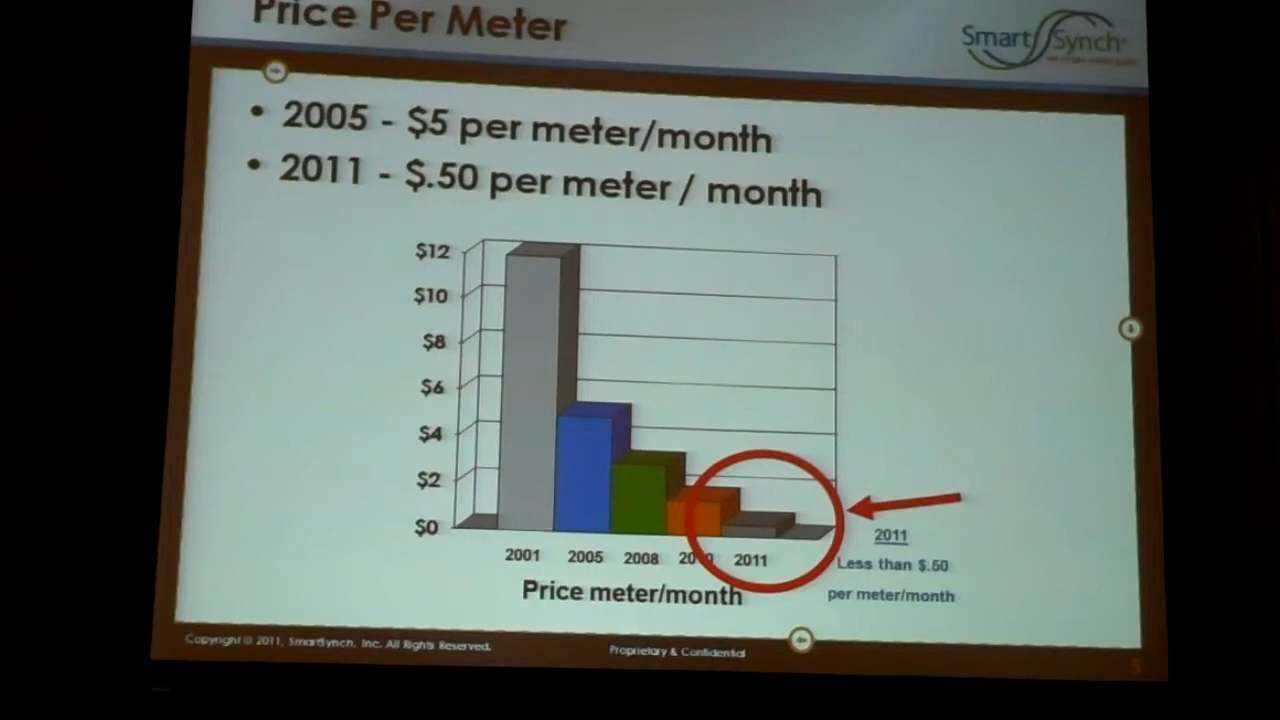 Price Per Meter
Smart Synch
• 2005 - $5 per meter/month
• 2011 - $.50 per meter / month
$12
$10
$8
$6
$4
$2
$0
2001 2005 2008 2011
2011
Less than $.50
per meter/month
Price meter/month
Copyright © 2011, SmartSynch, Inc. All Rights Reserved.
Proprietary & Confidential